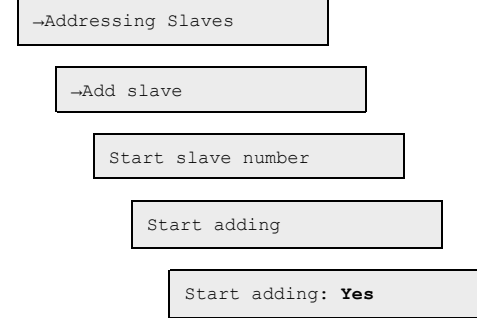 →Addressing Slaves
→Add slave
Start slave number
Start adding
Start adding: Yes